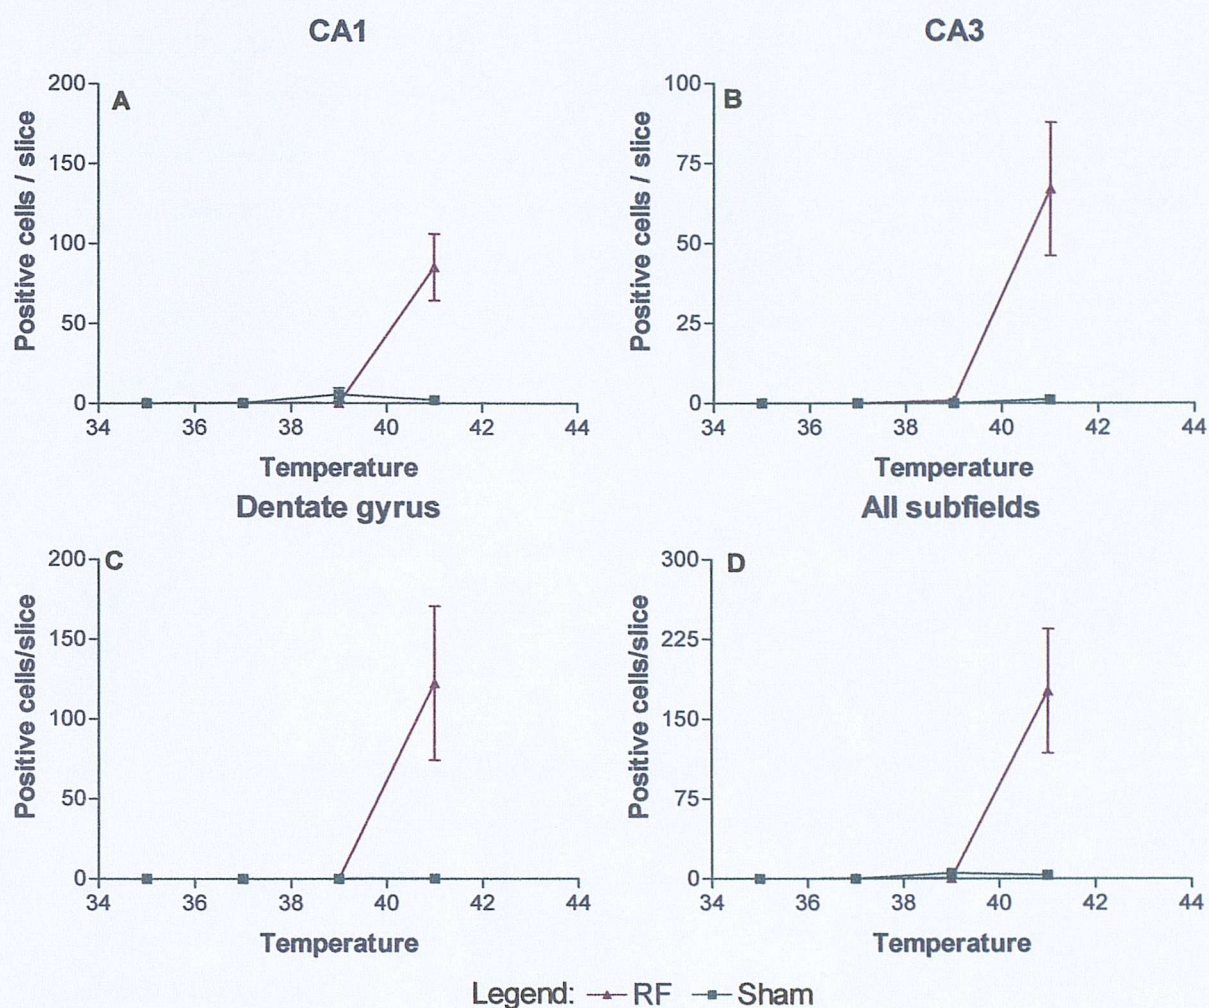 CA1
CA3
A
200
150
100
50
0
Positive cells / slice
34 36 38 40 42 44
Temperature
B
100
75
50
25
0
Positive cells / slice
34 36 38 40 42 44
Temperature
Dentate gyrus
All subfields
C
200
150
100
50
0
Positive cells/slice
34 36 38 40 42 44
Temperature
D
300
225
150
75
0
Positive cells/slice
34 36 38 40 42 44
Temperature
Legend: RF Sham